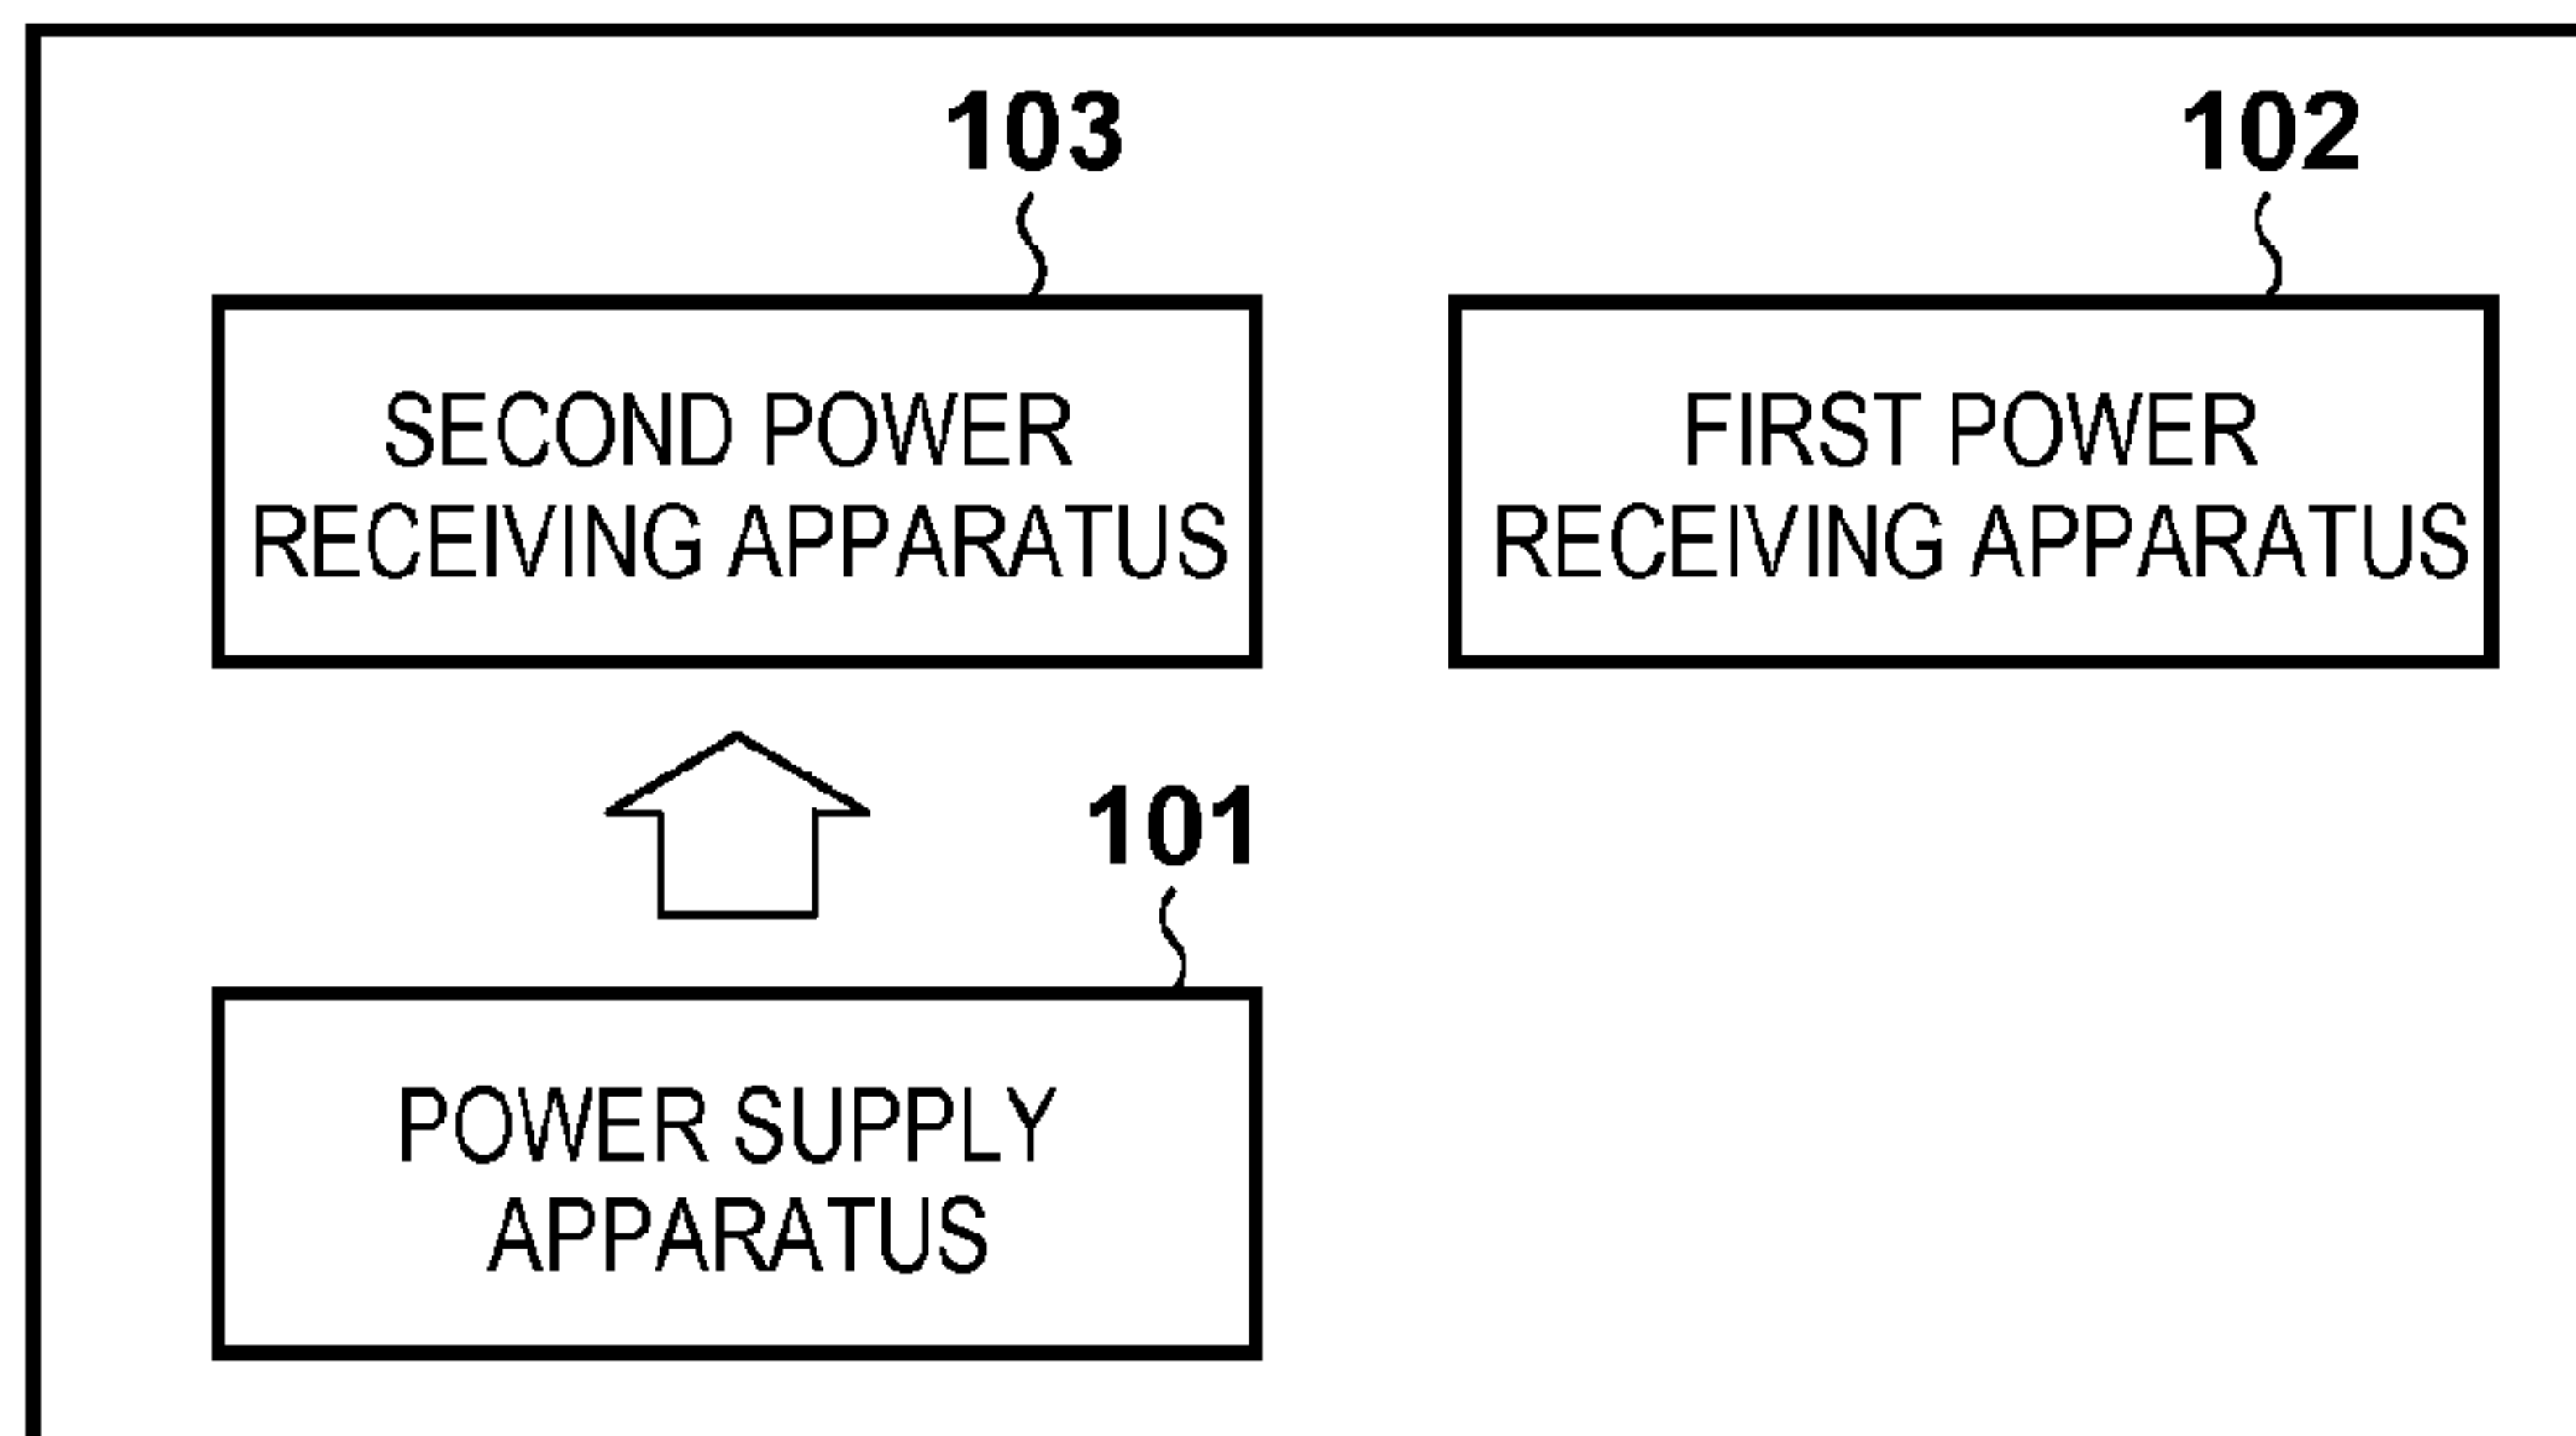 103
SECOND POWER
RECEIVING APPARATUS
102
FIRST POWER
RECEIVING APPARATUS
101
POWER SUPPLY
APPARATUS